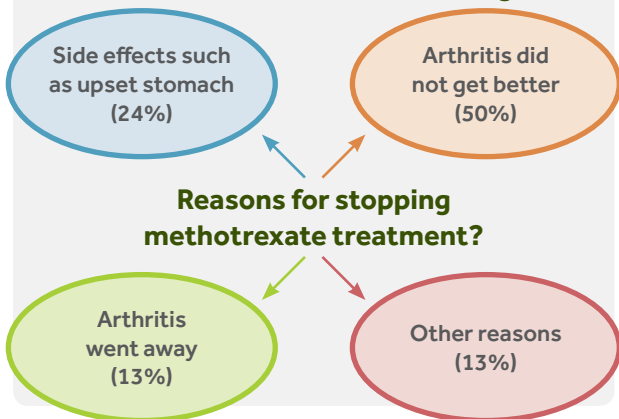 Side effects such
as upset stomach
(24%)
Arthritis did
not get better
(50%)
Reasons for stopping
methotrexate treatment?
Arthritis
went away
(13%)
Other reasons
(13%)